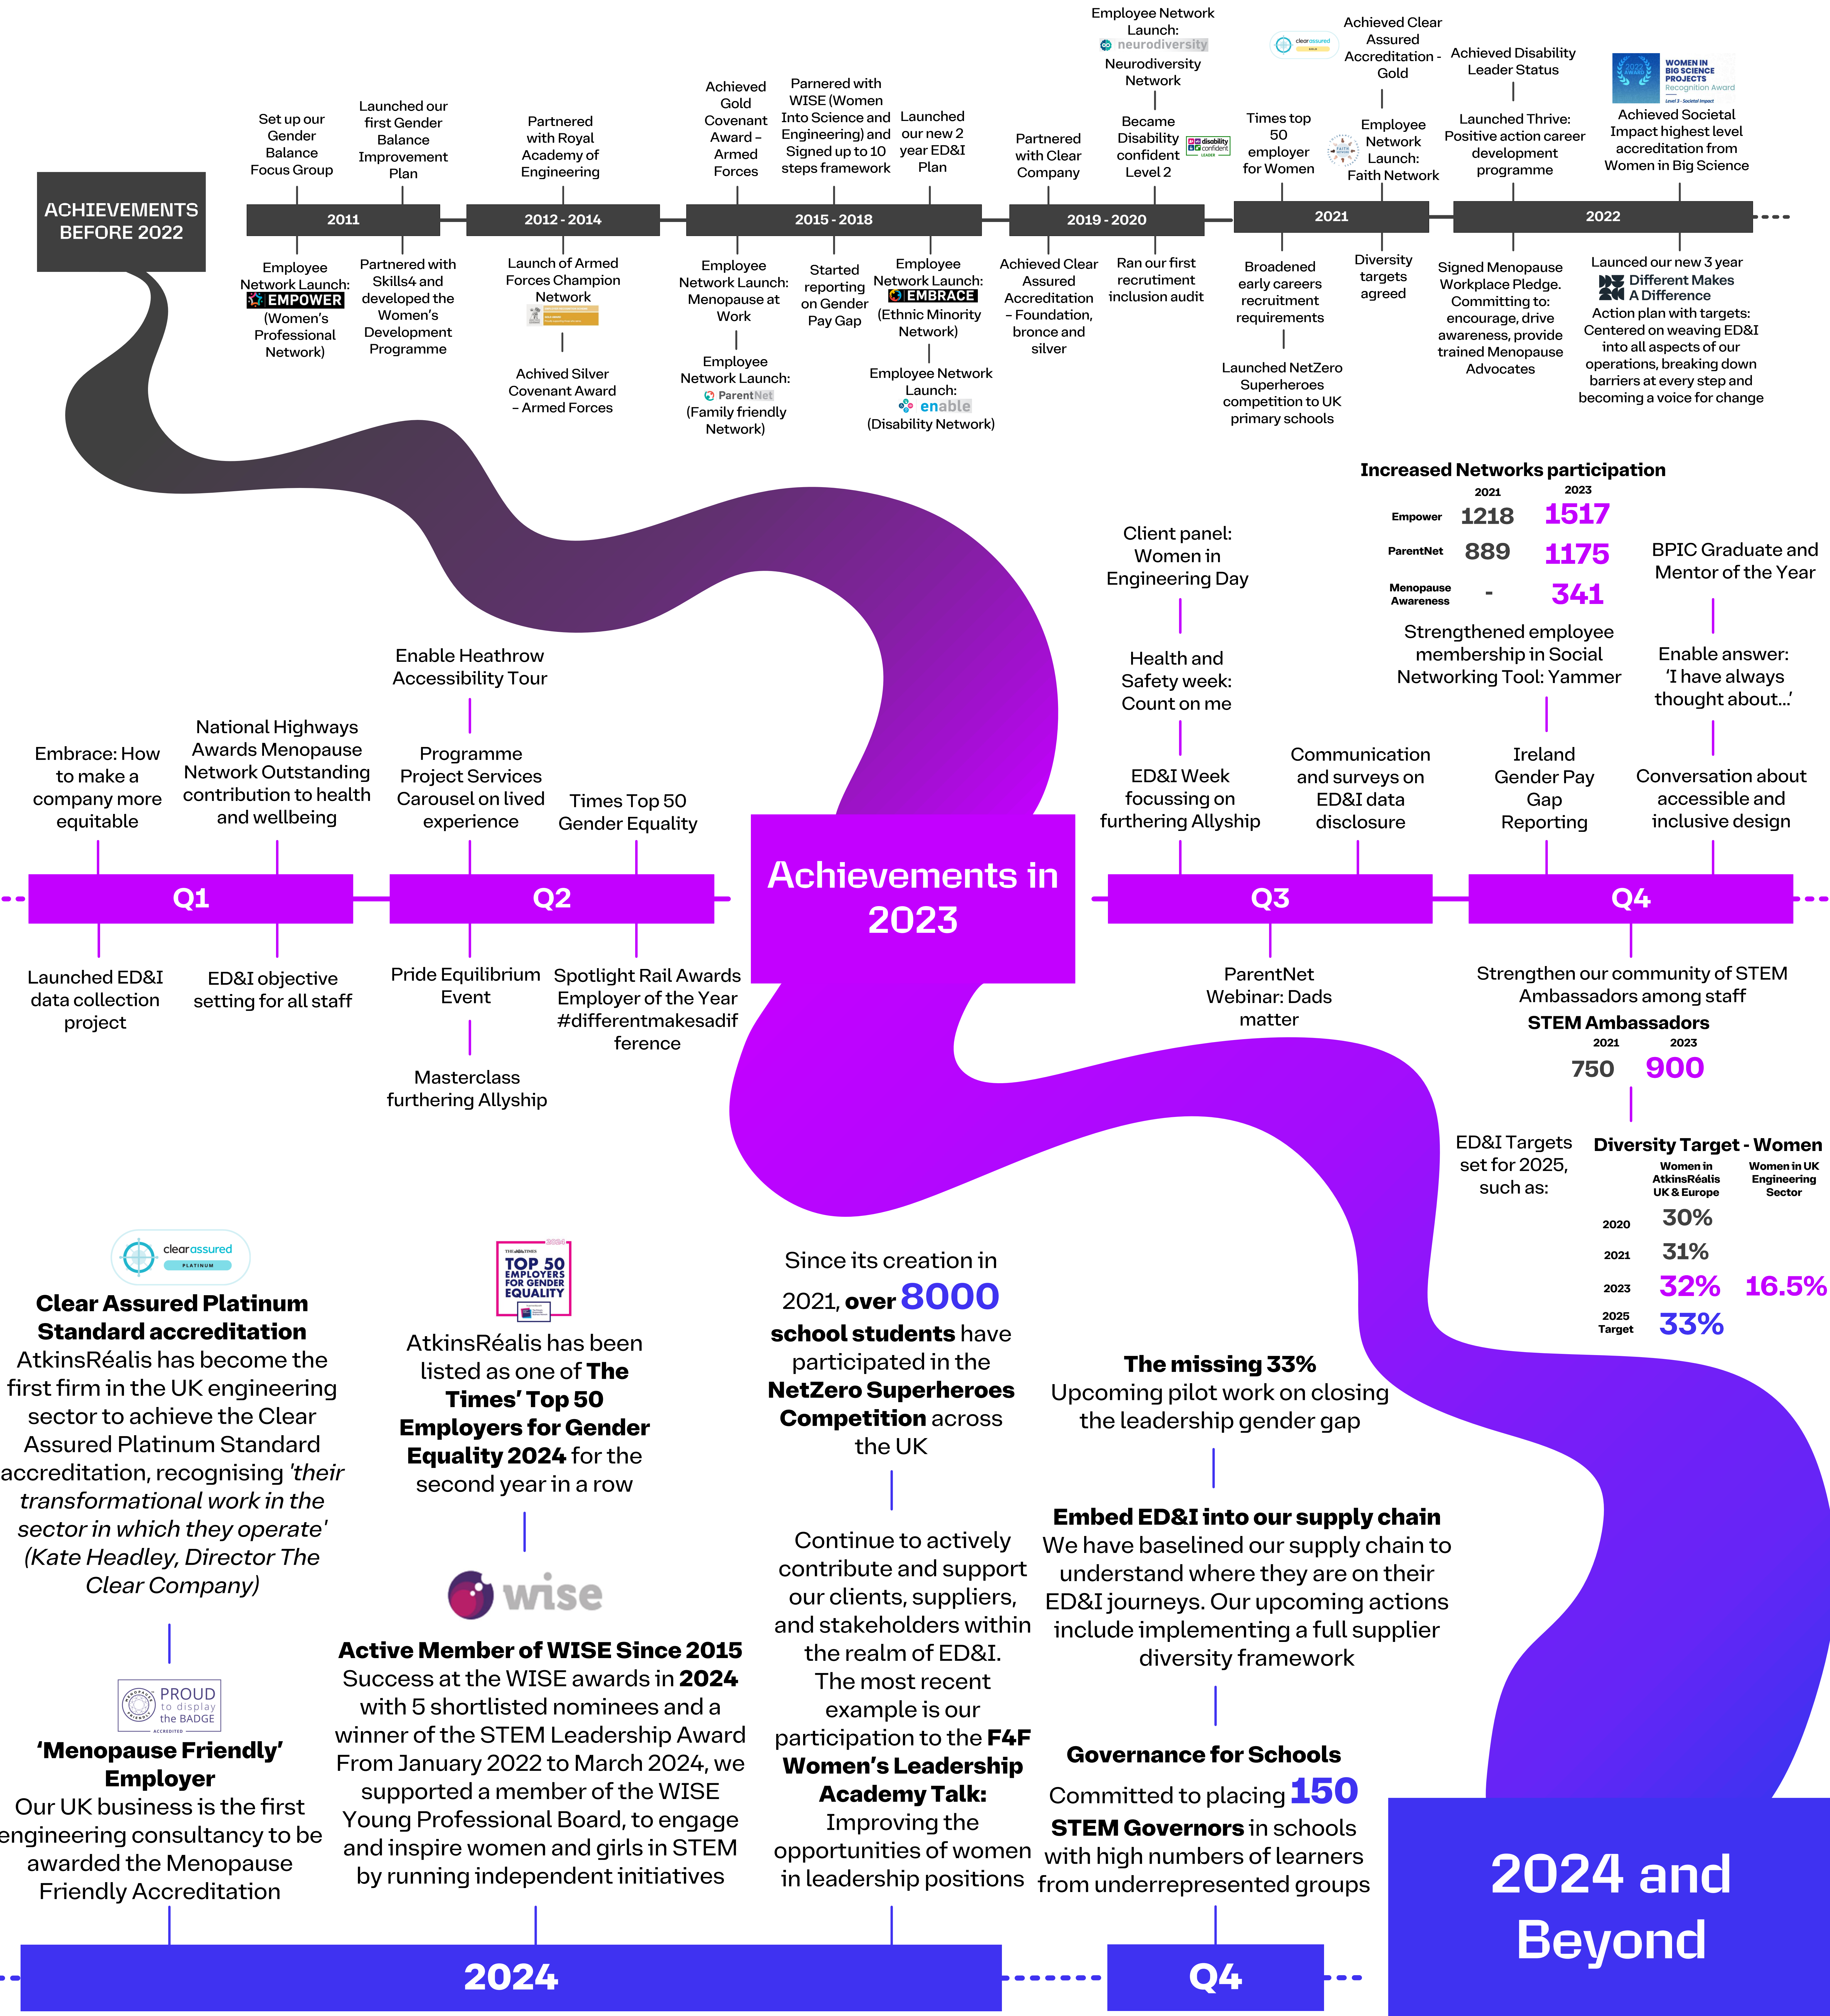 ACHIEVEMENTS
BEFORE 2022
2011
Set up our
Gender
Balance
Focus Group
Launched our
first Gender
Balance
Improvement
Plan
Employee
Network Launch:
EMPOWER
(Women's
Professional
Network)
Partnered with
Skills4 and
developed the
Women's
Development
Programme
2012 - 2014
Partnered
with Royal
Academy of
Engineering
Launch of Armed
Forces Champion
Network
Achived Silver
Covenant Award
– Armed Forces
2015 - 2018
Achieved
Gold
Covenant
Award –
Armed
Forces
Parnered with
WISE (Women
Into Science and
Engineering) and
Signed up to 10
steps framework
Launched
our new 2
year ED&I
Plan
Employee
Network Launch:
Menopause at
Work
Employee
Network Launch:
ParentNet
(Family friendly
Network)
Started
reporting
on Gender
Pay Gap
Employee
Network Launch:
EMBRACE
(Ethnic Minority
Network)
Employee Network
Launch:
enable
(Disability Network)
2019 - 2020
Partnered
with Clear
Company
Employee Network
Launch:
neurodiversity
Neurodiversity
Network
Became
Disability
confident
Level 2
disability
confident
LEADER
Achieved Clear
Assured
Accreditation
– Foundation,
bronce and
silver
Ran our first
recrutiment
inclusion audit
2021
clearassured
GOLD
Times top
50
employer
for Women
Achieved Clear
Assured
Accreditation -
Gold
Employee
Network
Launch:
Faith Network
Broadened
early careers
recruitment
requirements
Launched NetZero
Superheroes
competition to UK
primary schools
Diversity
targets
agreed
2022
Achieved Disability
Leader Status
Launched Thrive:
Positive action career
development
programme
2022
AWARD
WOMEN IN
BIG SCIENCE
PROJECTS
Recognition Award
Level 3 - Societal Impact
Achieved Societal
Impact highest level
accreditation from
Women in Big Science
Signed Menopause
Workplace Pledge.
Committing to:
encourage, drive
awareness, provide
trained Menopause
Advocates
Launced our new 3 year
Different Makes
A Difference
Action plan with targets:
Centered on weaving ED&I
into all aspects of our
operations, breaking down
barriers at every step and
becoming a voice for change
Achievements in
2023
Q1
Embrace: How
to make a
company more
equitable
National Highways
Awards Menopause
Network Outstanding
contribution to health
and wellbeing
Launched ED&I
data collection
project
ED&I objective
setting for all staff
Q2
Enable Heathrow
Accessibility Tour
Programme
Project Services
Carousel on lived
experience
Times Top 50
Gender Equality
Pride Equilibrium
Event
Masterclass
furthering Allyship
Spotlight Rail Awards
Employer of the Year
#differentmakesadif
ference
Q3
Client panel:
Women in
Engineering Day
Health and
Safety week:
Count on me
ED&I Week
focussing on
furthering Allyship
Communication
and surveys on
ED&I data
disclosure
ParentNet
Webinar: Dads
matter
Q4
Increased Networks participation
2021 2023
Empower 1218 1517
ParentNet 889 1175
Menopause
Awareness - 341
Strengthened employee
membership in Social
Networking Tool: Yammer
Ireland
Gender Pay
Gap
Reporting
BPIC Graduate and
Mentor of the Year
Enable answer:
'I have always
thought about...'
Conversation about
accessible and
inclusive design
Strengthen our community of STEM
Ambassadors among staff
STEM Ambassadors
2021 2023
750 900
ED&I Targets
set for 2025,
such as:
Diversity Target - Women
Women in
AtkinsRéalis
UK & Europe
Women in UK
Engineering
Sector
2020 30%
2021 31%
2023 32% 16.5%
2025
Target 33%
2024 and
Beyond
2024
clearassured
PLATINUM
Clear Assured Platinum
Standard accreditation
AtkinsRéalis has become the
first firm in the UK engineering
sector to achieve the Clear
Assured Platinum Standard
accreditation, recognising 'their
transformational work in the
sector in which they operate'
(Kate Headley, Director The
Clear Company)
PROUD
to display
the BADGE
ACCREDITED
'Menopause Friendly'
Employer
Our UK business is the first
engineering consultancy to be
awarded the Menopause
Friendly Accreditation
2024
THE TIMES
TOP 50
EMPLOYERS
FOR GENDER
EQUALITY
AtkinsRéalis has been
listed as one of The
Times' Top 50
Employers for Gender
Equality 2024 for the
second year in a row
wise
Active Member of WISE Since 2015
Success at the WISE awards in 2024
with 5 shortlisted nominees and a
winner of the STEM Leadership Award
From January 2022 to March 2024, we
supported a member of the WISE
Young Professional Board, to engage
and inspire women and girls in STEM
by running independent initiatives
Since its creation in
2021, over 8000
school students have
participated in the
NetZero Superheroes
Competition across
the UK
Continue to actively
contribute and support
our clients, suppliers,
and stakeholders within
the realm of ED&I.
The most recent
example is our
participation to the F4F
Women's Leadership
Academy Talk:
Improving the
opportunities of women
in leadership positions
Q4
The missing 33%
Upcoming pilot work on closing
the leadership gender gap
Embed ED&I into our supply chain
We have baselined our supply chain to
understand where they are on their
ED&I journeys. Our upcoming actions
include implementing a full supplier
diversity framework
Governance for Schools
Committed to placing 150
STEM Governors in schools
with high numbers of learners
from underrepresented groups